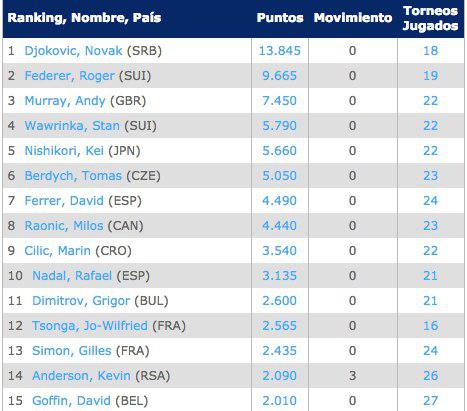 Ranking, Nombre, País Puntos Movimiento Torneos
Jugados
1 Djokovic, Novak (SRB) 13.845 0 18
2 Federer, Roger (SUI) 9.665 0 19
3 Murray, Andy (GBR) 7.450 0 22
4 Wawrinka, Stan (SUI) 5.790 0 22
5 Nishikori, Kei (JPN) 5.660 0 22
6 Berdych, Tomas (CZE) 5.050 0 23
7 Ferrer, David (ESP) 4.490 0 24
8 Raonic, Milos (CAN) 4.440 0 23
9 Cilic, Marin (CRO) 3.540 0 22
10 Nadal, Rafael (ESP) 3.135 0 21
11 Dimitrov, Grigor (BUL) 2.600 0 21
12 Tsonga, Jo-Wilfried (FRA) 2.565 0 16
13 Simon, Gilles (FRA) 2.435 0 24
14 Anderson, Kevin (RSA) 2.090 3 26
15 Goffin, David (BEL) 2.010 0 27